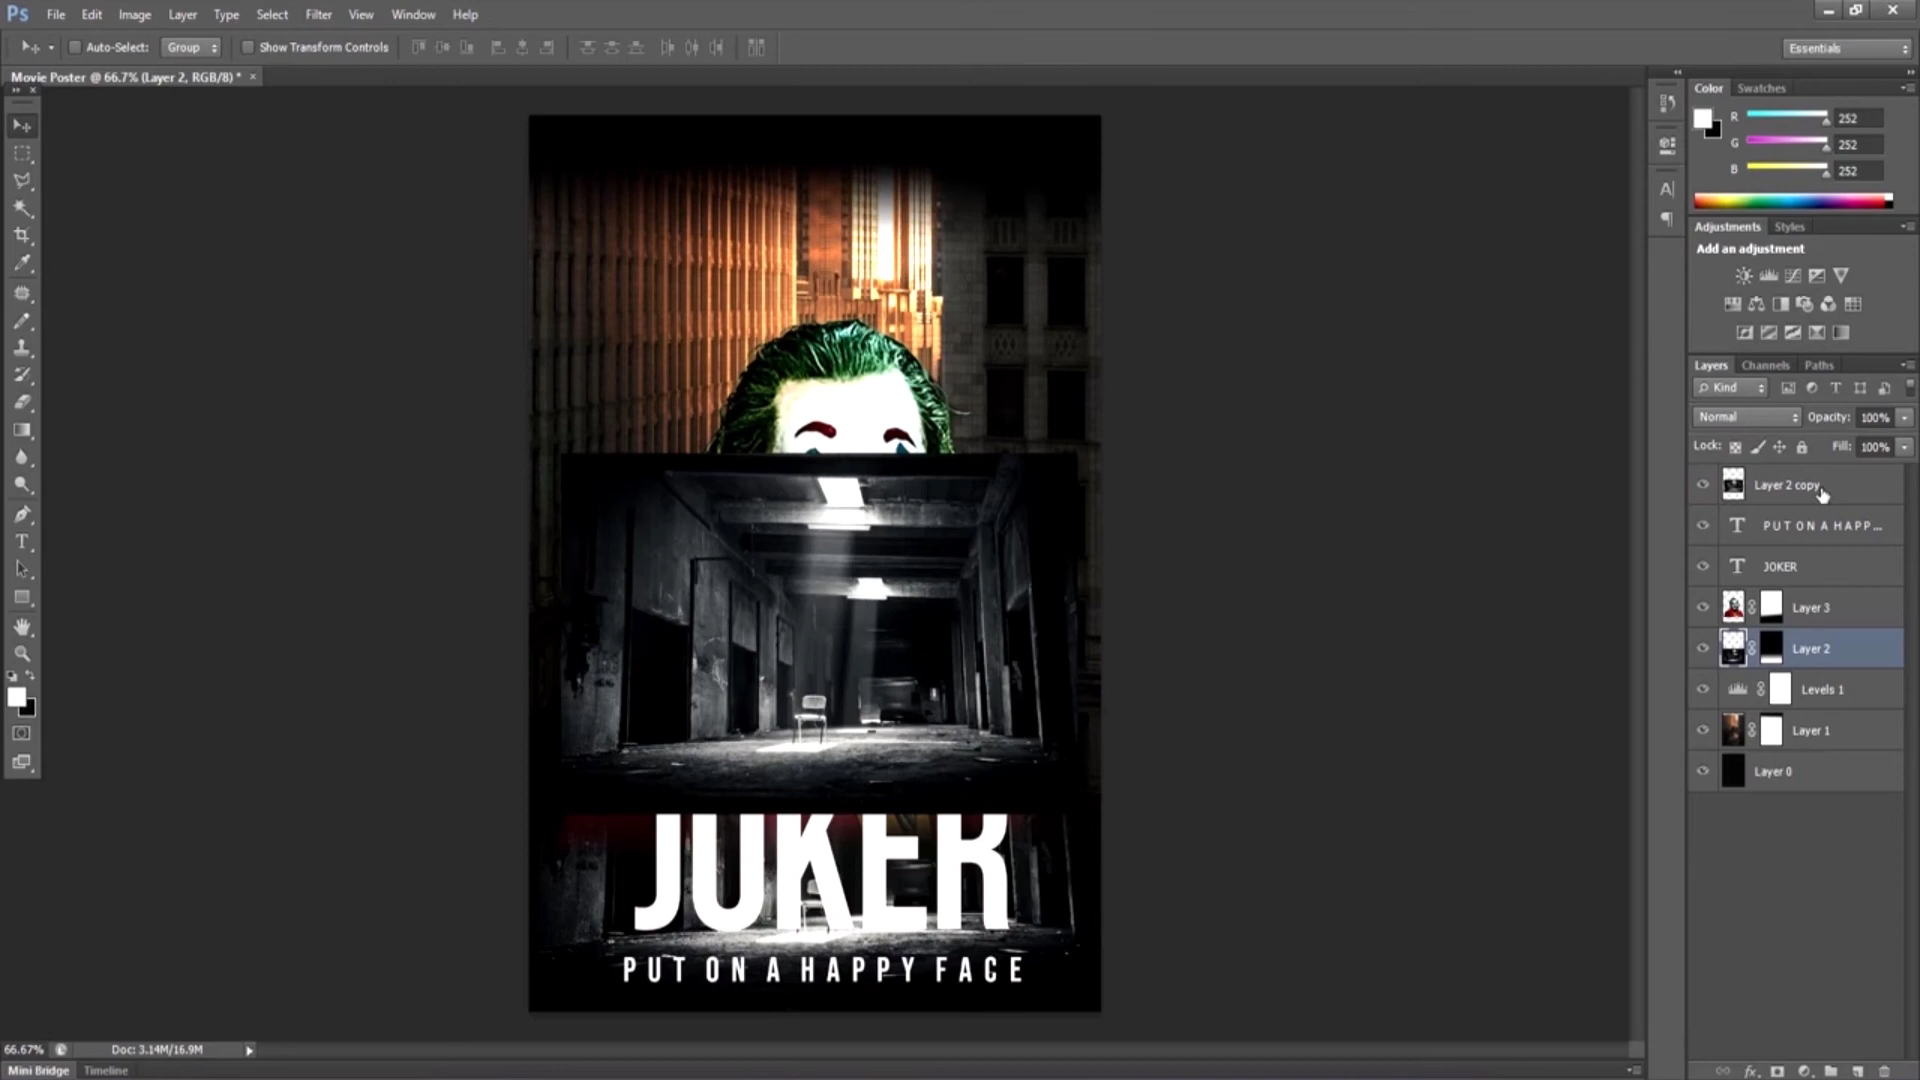 Ps File Edit Image Layer Type Select Filter View Window Help
Auto-Select: Group Show Transform Controls Essentials
Movie Poster @ 66.7% (Layer 2, RGB/8) * ×
Color Swatches
R 252
G 252
B 252
Adjustments Styles
Add an adjustment
Layers Channels Paths
Kind
Normal Opacity: 100%
Lock: Fill: 100%
Layer 2 copy
PUT ON A HAPP...
JOKER
Layer 3
Layer 2
Levels 1
Layer 1
Layer 0
JOKER
PUT ON A HAPPY FACE
66.67% Doc: 3.14M/16.9M
Mini Bridge Timeline